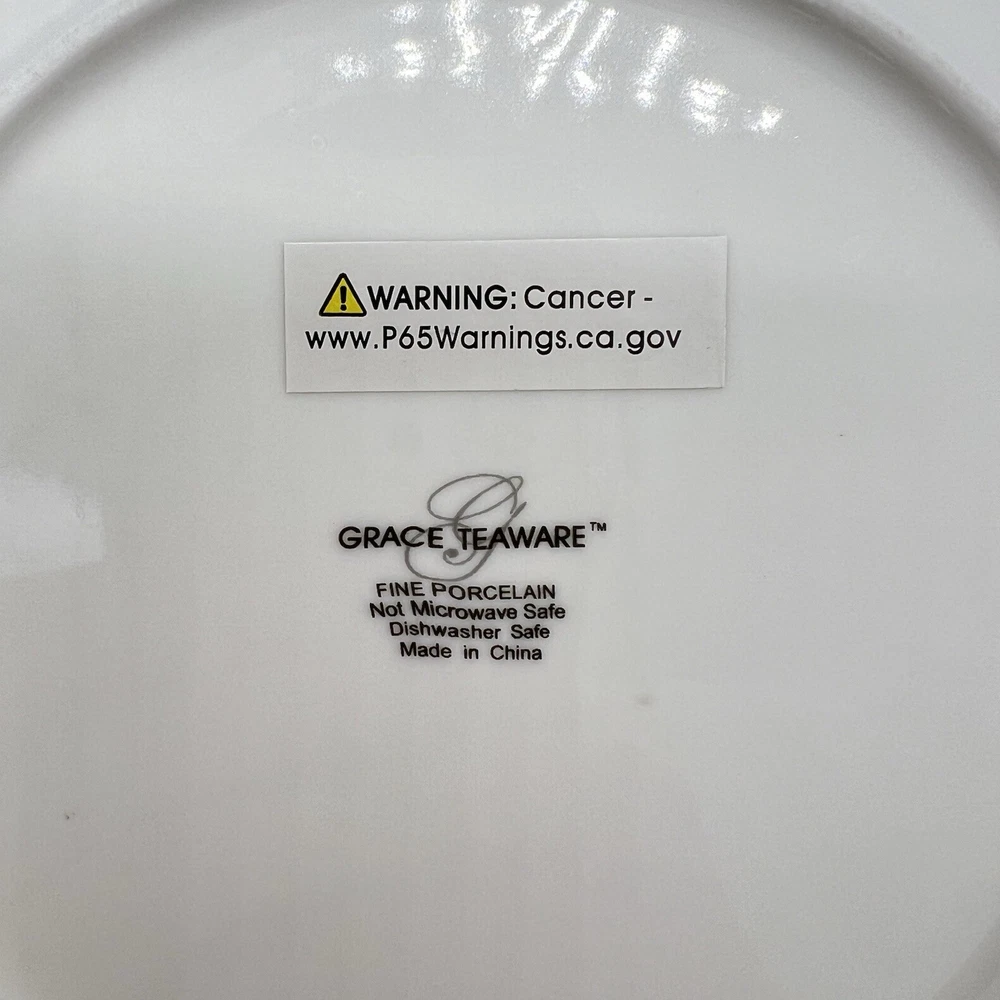 WARNING: Cancer -
www.P65Warnings.ca.gov
G
GRACE TEAWARE™
FINE PORCELAIN
Not Microwave Safe
Dishwasher Safe
Made in China